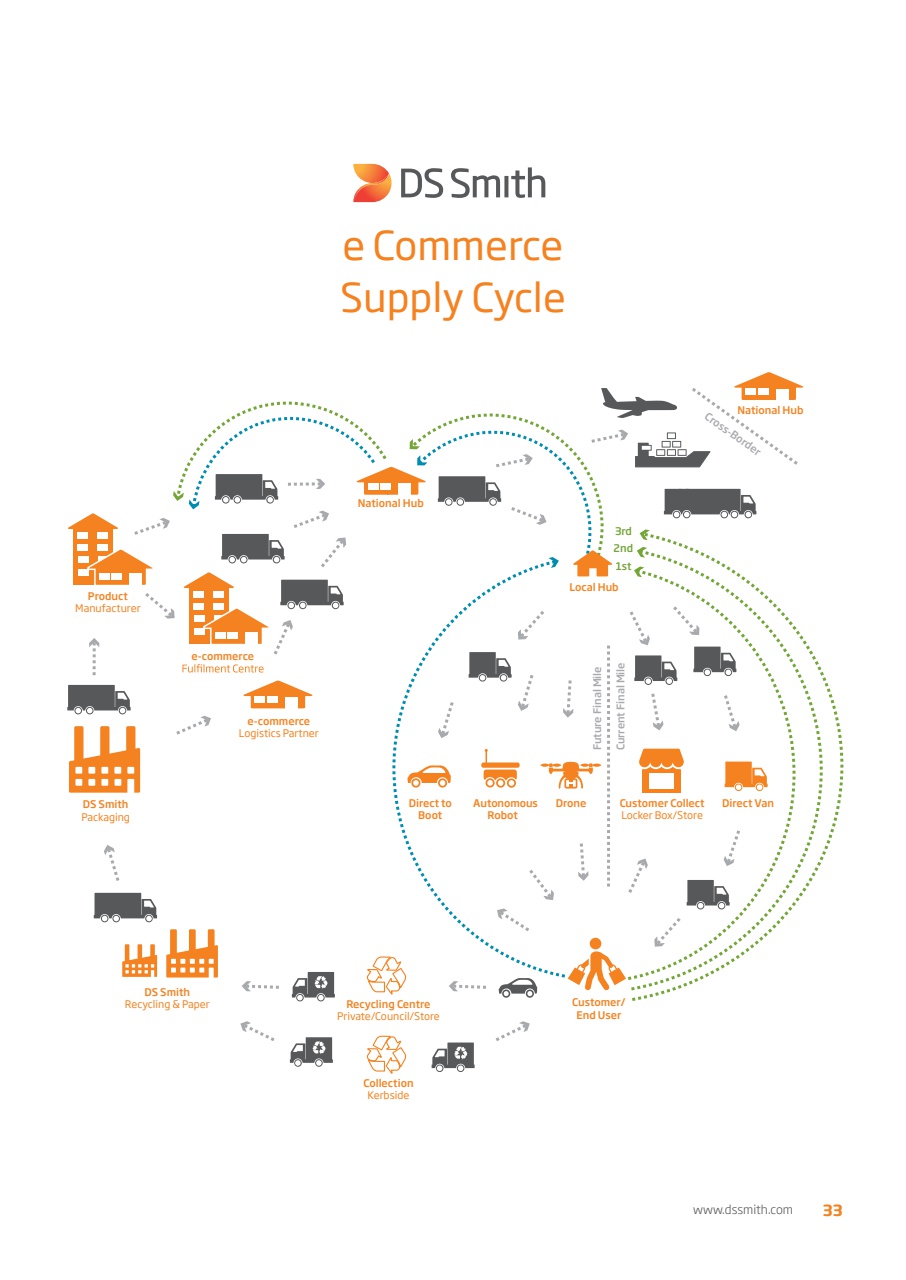 DS Smith
e Commerce
Supply Cycle
National Hub
Cross-Border
National Hub
3rd
2nd
1st
Local Hub
Product
Manufacturer
e-commerce
Fulfilment Centre
e-commerce
Logistics Partner
Future Final Mile
Current Final Mile
DS Smith
Packaging
Direct to
Boot
Autonomous
Robot
Drone
Customer Collect
Locker Box/Store
Direct Van
DS Smith
Recycling & Paper
Recycling Centre
Private/Council/Store
Customer/
End User
Collection
Kerbside
www.dssmith.com 33